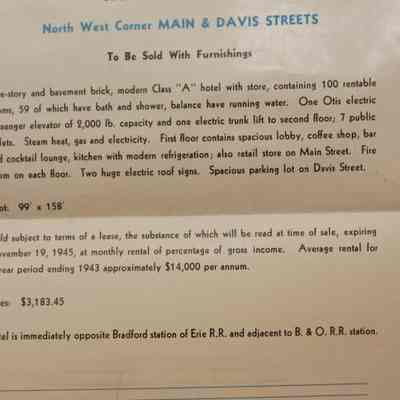 North West Corner MAIN & DAVIS STREETS
To Be Sold With Furnishings
e-story and basement brick, modern Class "A" hotel with store, containing 100 rentable
ms, 59 of which have bath and shower, balance have running water. One Otis electric
senger elevator of 2,000 lb. capacity and one electric trunk lift to second floor; 7 public
lets. Steam heat, gas and electricity. First floor contains spacious lobby, coffee shop, bar
d cocktail lounge, kitchen with modern refrigeration; also retail store on Main Street. Fire
rm on each floor. Two huge electric roof signs. Spacious parking lot on Davis Street.
ot: 99' x 158'
ld subject to terms of a lease, the substance of which will be read at time of sale, expiring
vember 19, 1945, at monthly rental of percentage of gross income. Average rental for
year period ending 1943 approximately $14,000 per annum.
es: $3,183.45
tel is immediately opposite Bradford station of Erie R.R. and adjacent to B. & O. R.R. station.